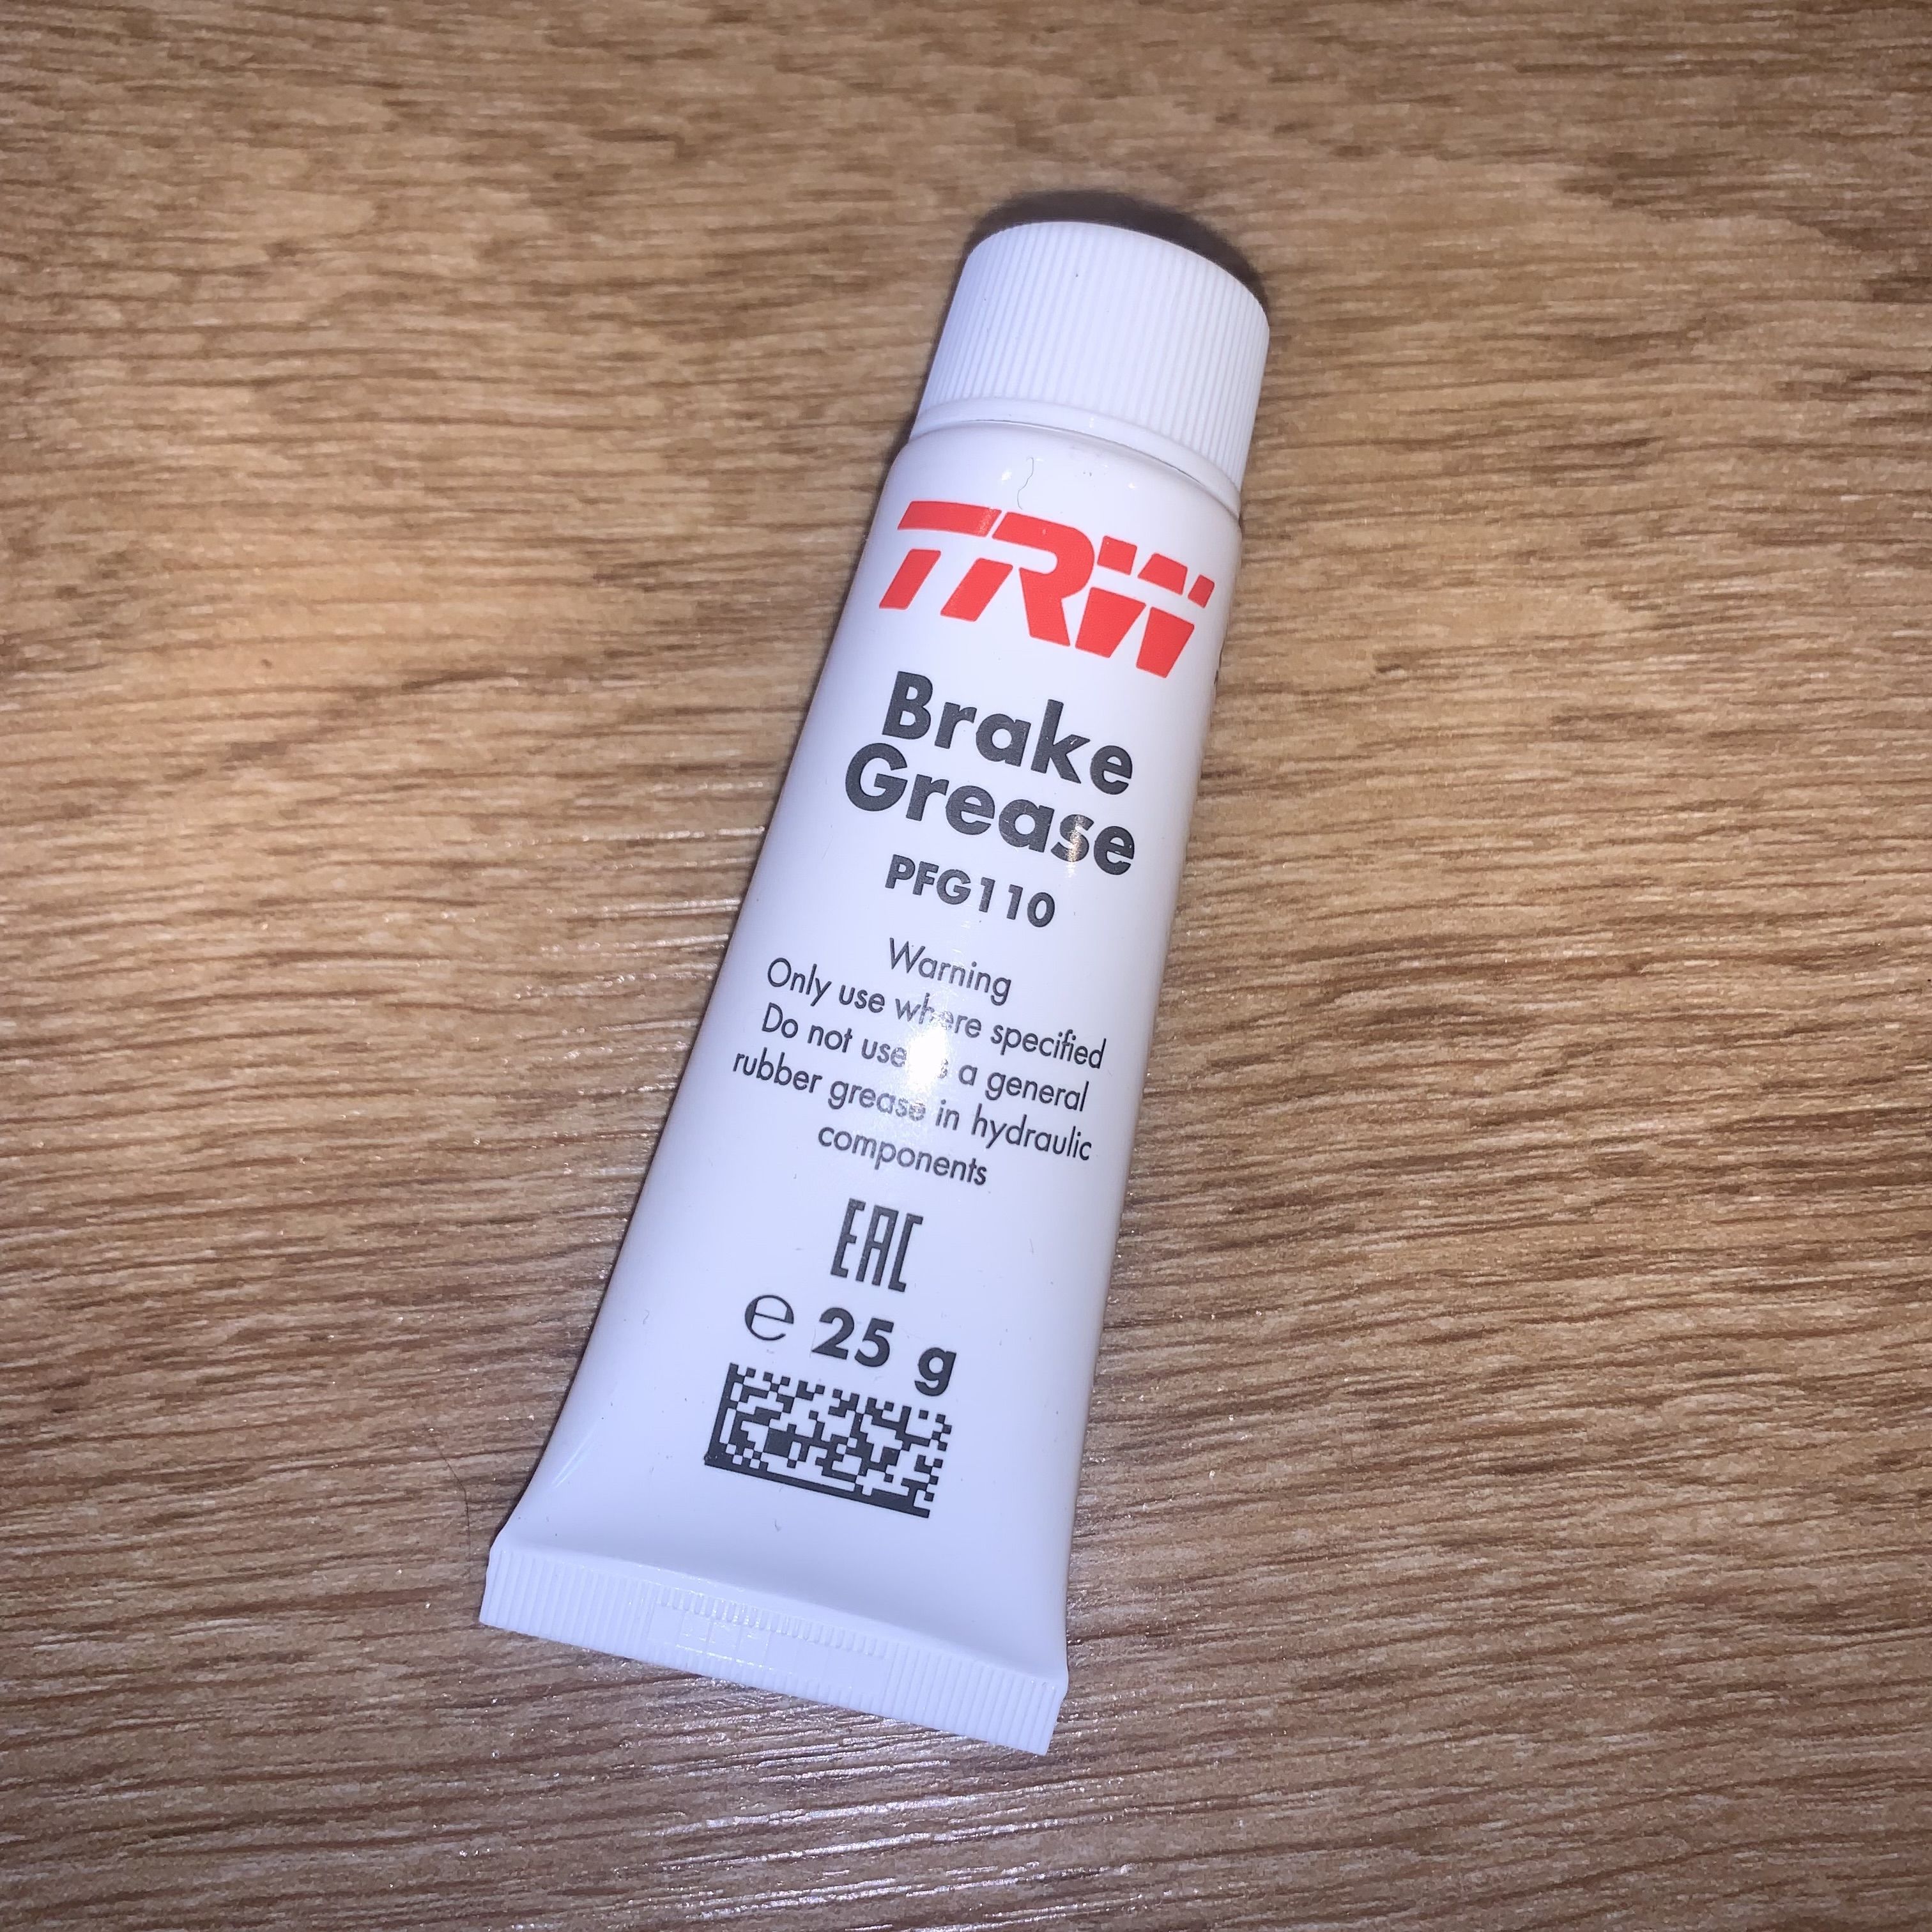 TRW
Brake
Grease
PFG110
Warning
Only use where specified
Do not use a general
rubber grease in hydraulic
components
EAC
℮ 25 g